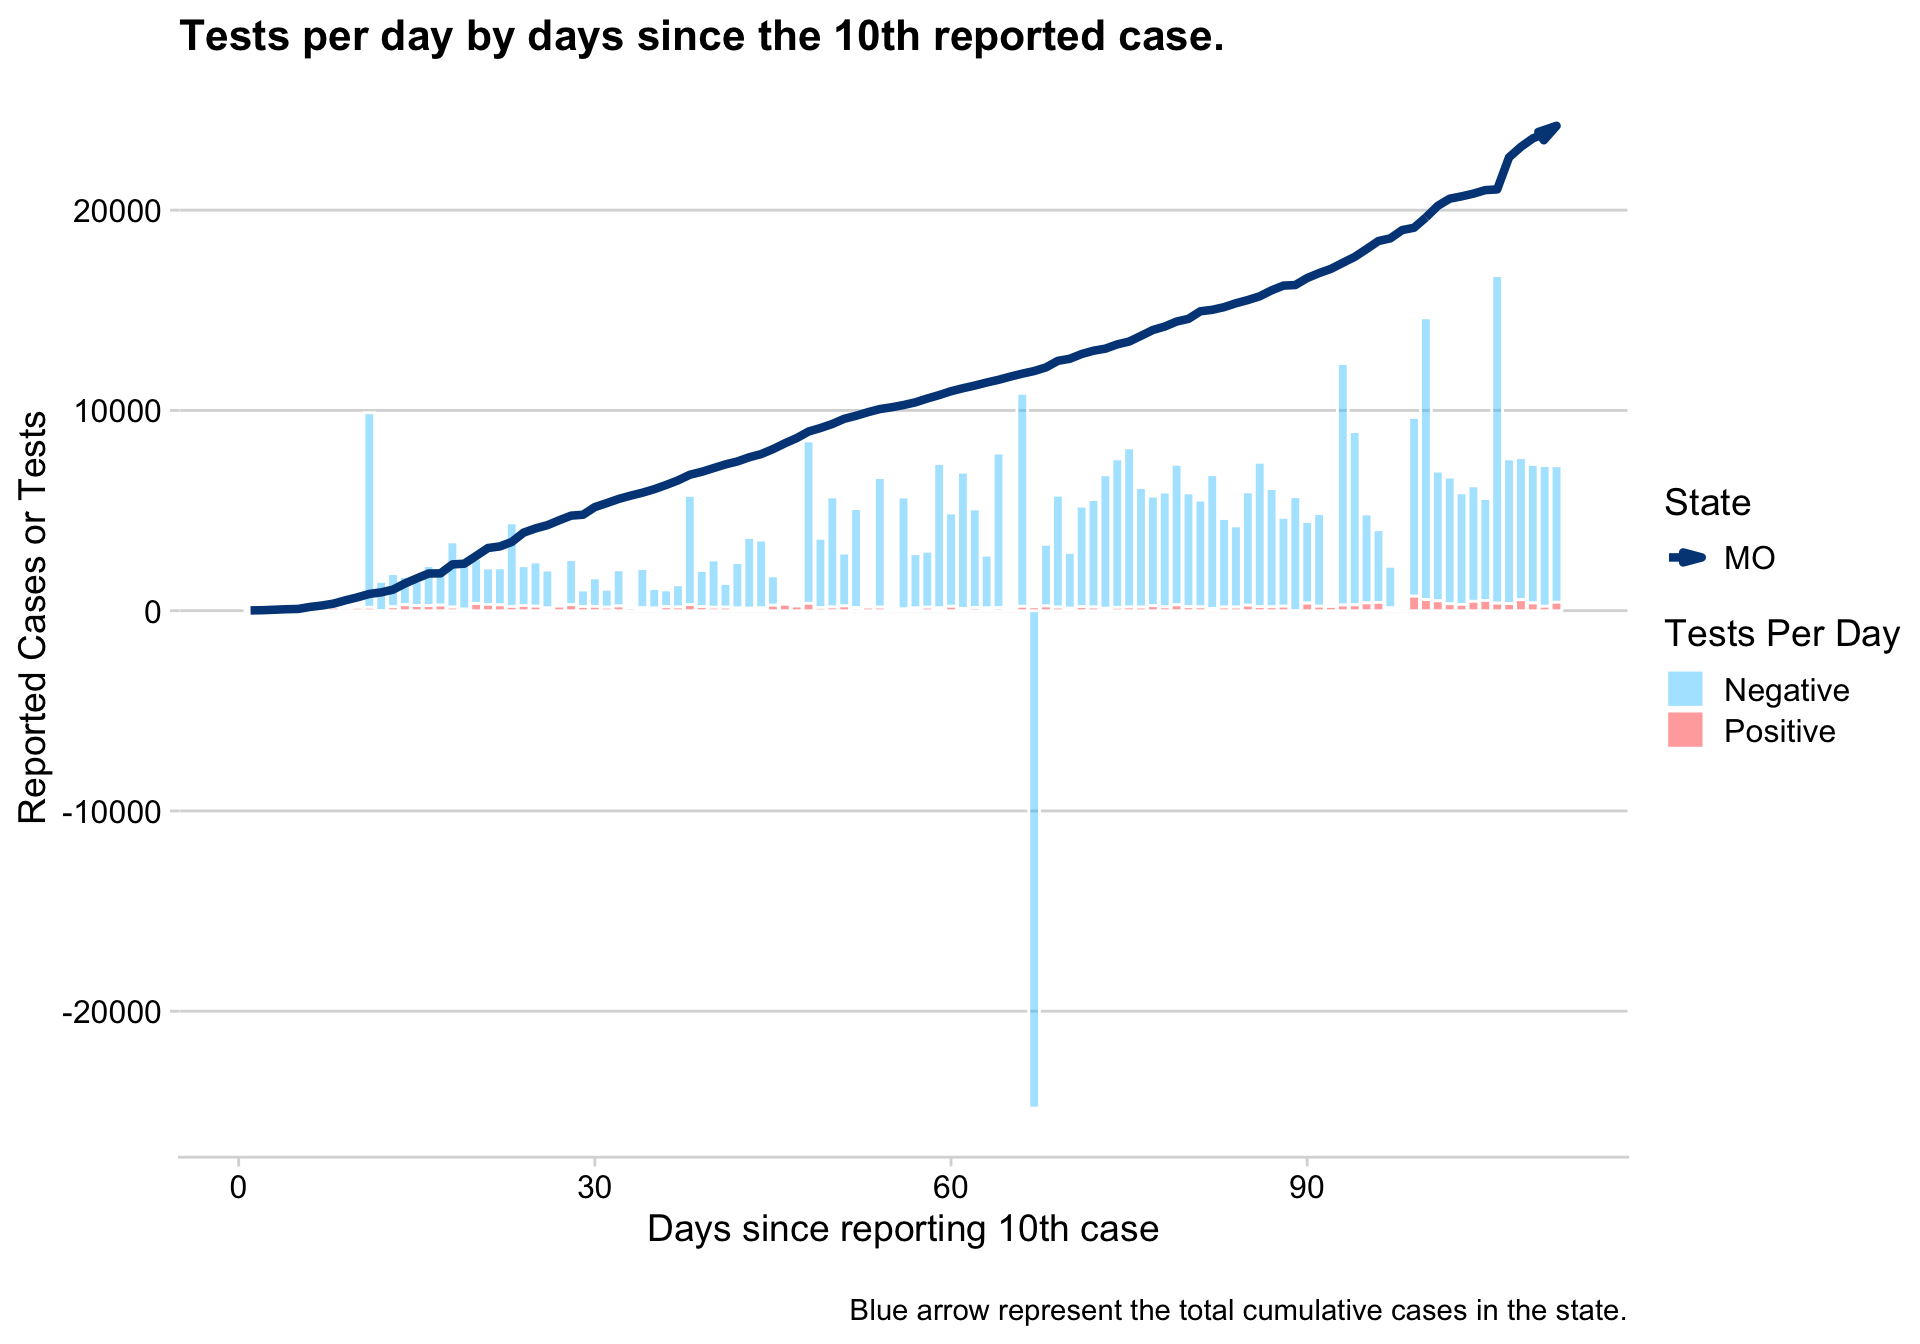 Tests per day by days since the 10th reported case.
Reported Cases or Tests
20000
10000
0
-10000
-20000
0
30
60
90
Days since reporting 10th case
State
MO
Tests Per Day
Negative
Positive
Blue arrow represent the total cumulative cases in the state.